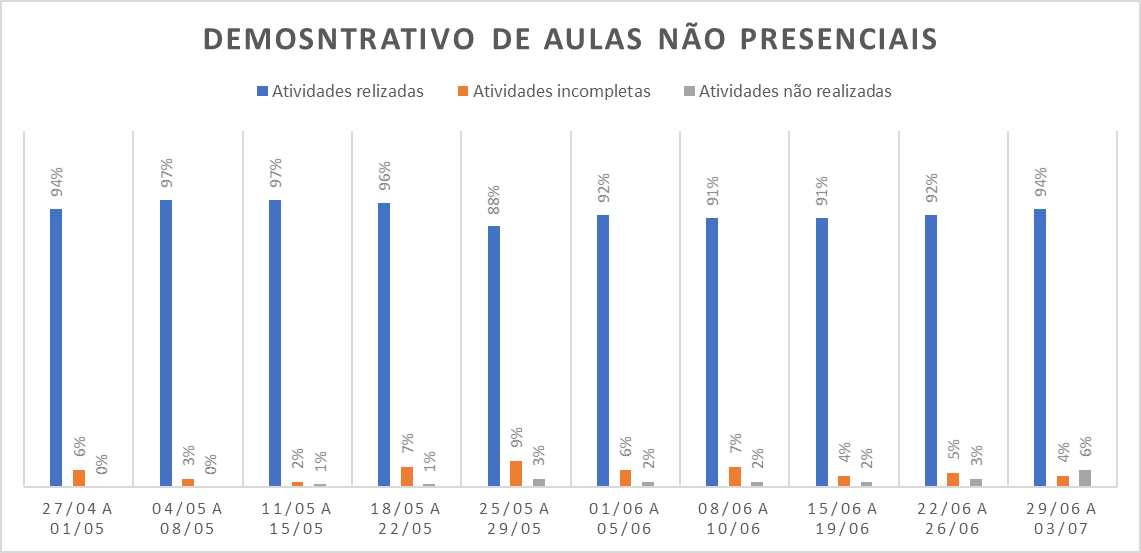 DEMOSNTRATIVO DE AULAS NÃO PRESENCIAIS
Atividades relizadas Atividades incompletas Atividades não realizadas
94% 97% 97% 96% 88% 92% 91% 91% 92% 94%
6% 3% 2% 7% 9% 6% 7% 4% 5% 4%
0% 0% 1% 1% 3% 2% 2% 2% 3% 6%
27/04 A 04/05 A 11/05 A 18/05 A 25/05 A 01/06 A 08/06 A 15/06 A 22/06 A 29/06 A
01/05 08/05 15/05 22/05 29/05 05/06 10/06 19/06 26/06 03/07